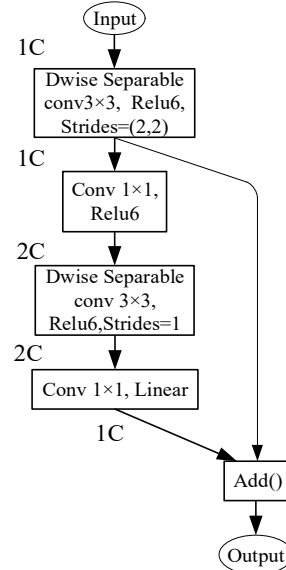 Input
1C
Dwise Separable
conv3×3, Relu6,
Strides=(2,2)
1C
Conv 1×1,
Relu6
2C
Dwise Separable
conv 3×3,
Relu6,Strides=1
2C
Conv 1×1, Linear
1C
Add()
Output